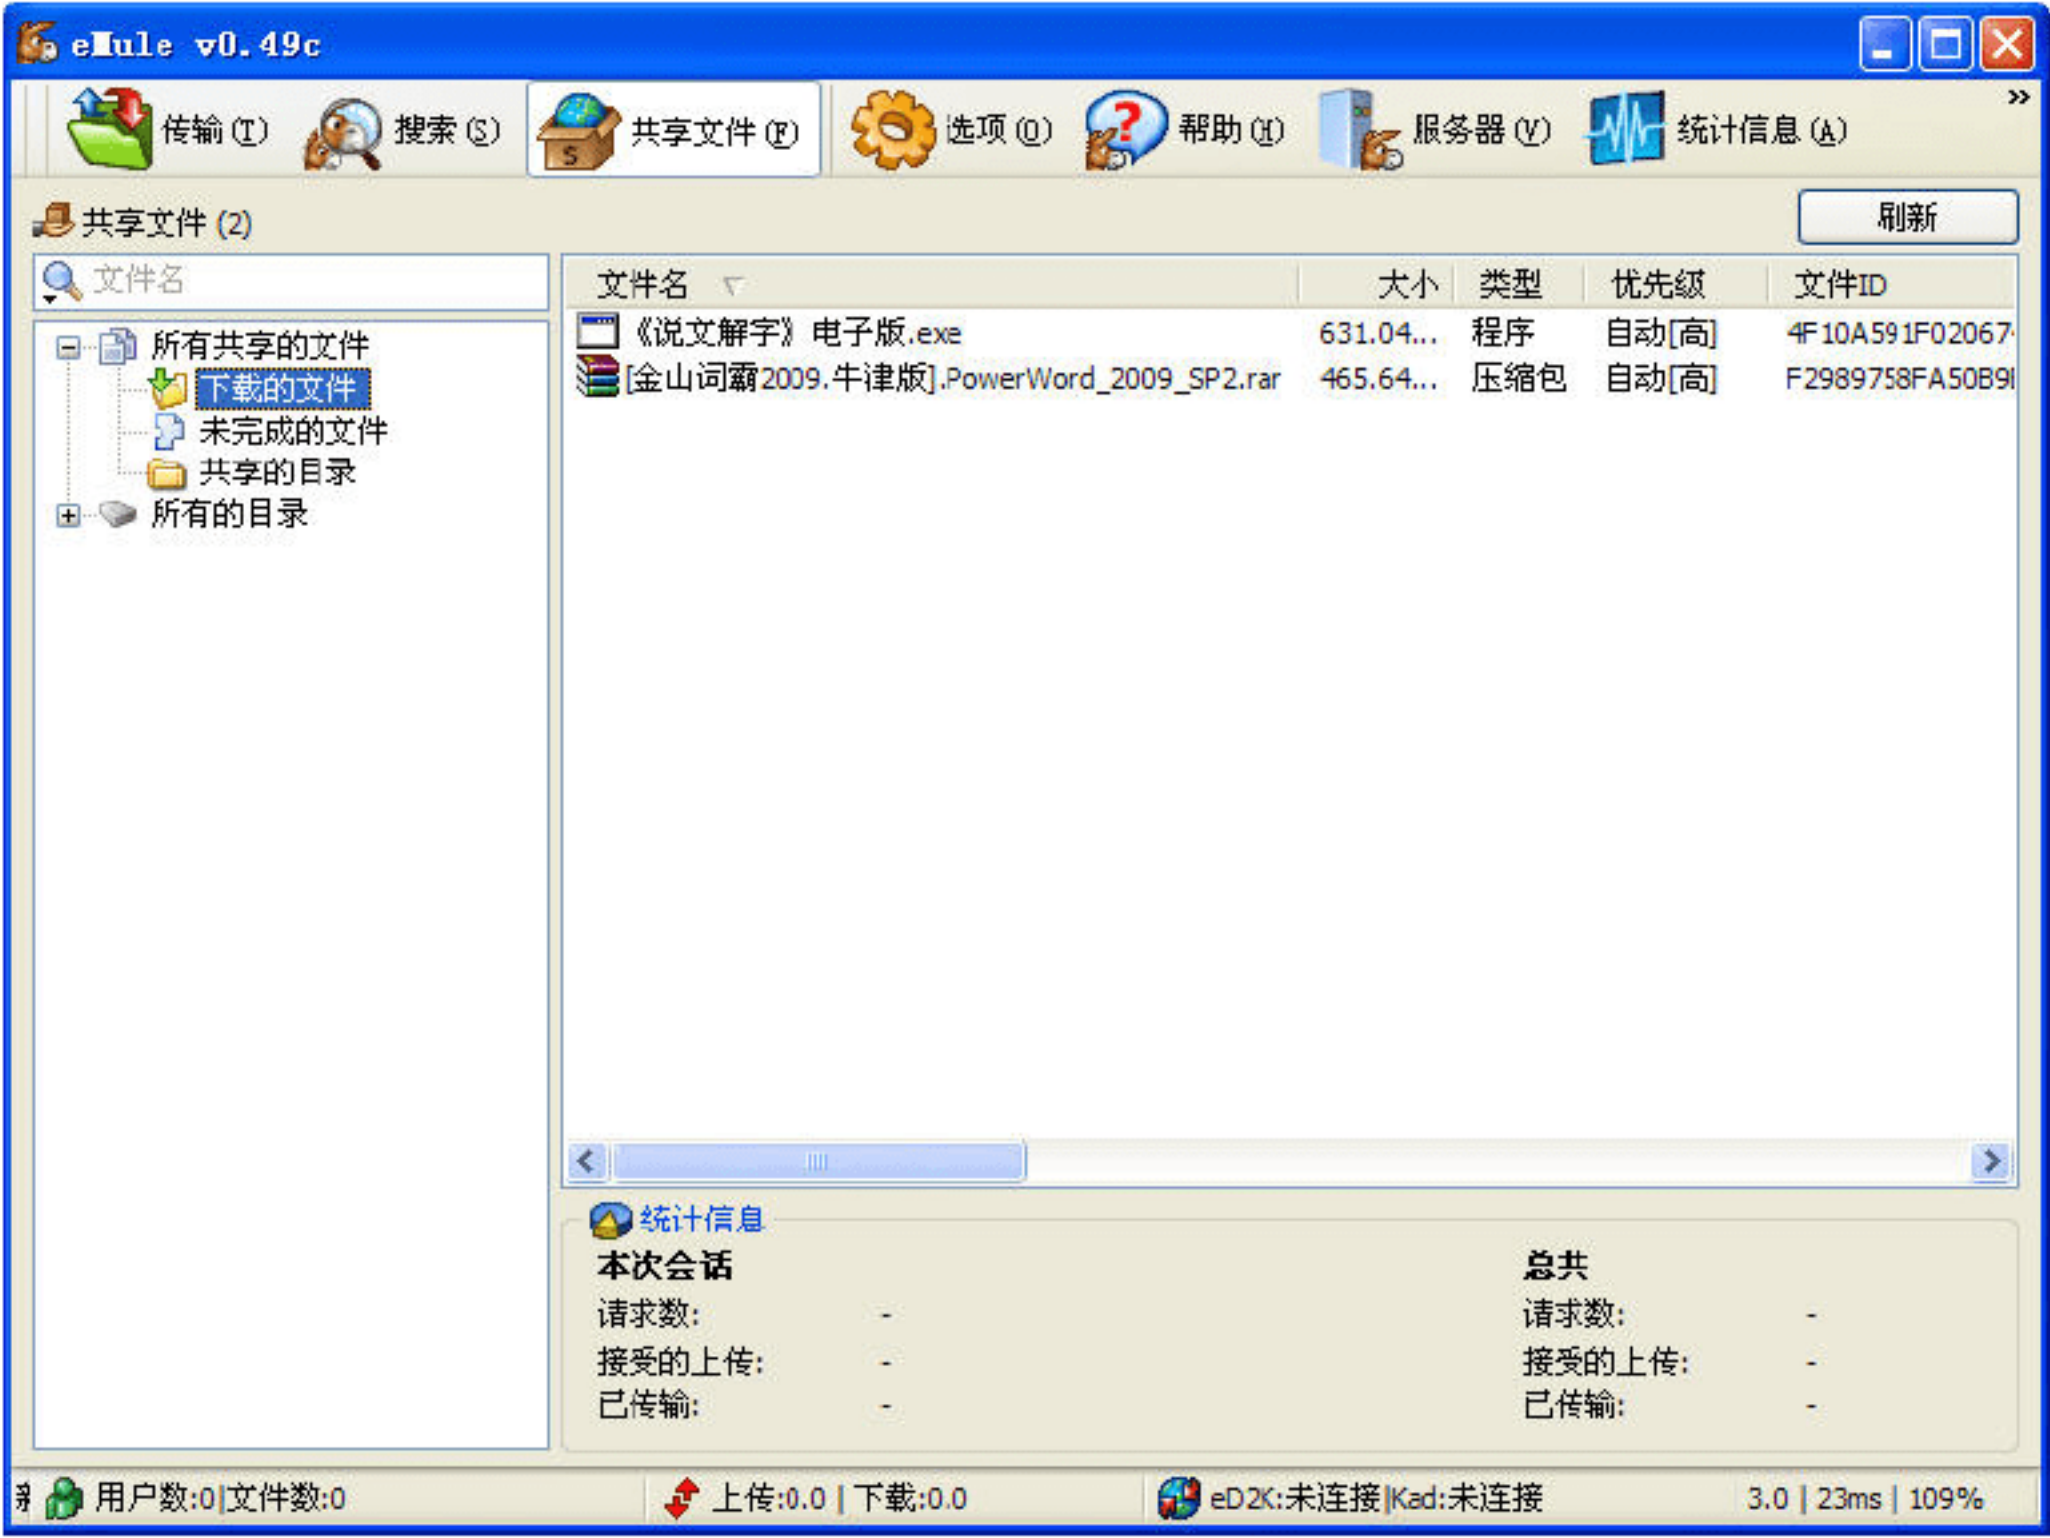 eMule v0.49c
传输(T) 搜索(S) 共享文件(F) 选项(O) 帮助(H) 服务器(V) 统计信息(A) »
共享文件 (2) 刷新
文件名
所有共享的文件
下载的文件
未完成的文件
共享的目录
所有的目录
文件名 大小 类型 优先级 文件ID
《说文解字》电子版.exe 631.04... 程序 自动[高] 4F10A591F02067
[金山词霸2009.牛津版].PowerWord_2009_SP2.rar 465.64... 压缩包 自动[高] F2989758FA50B9
统计信息
本次会话 总共
请求数: - 请求数: -
接受的上传: - 接受的上传: -
已传输: - 已传输: -
用户数:0|文件数:0 上传:0.0 | 下载:0.0 eD2K:未连接|Kad:未连接 3.0 | 23ms | 109%